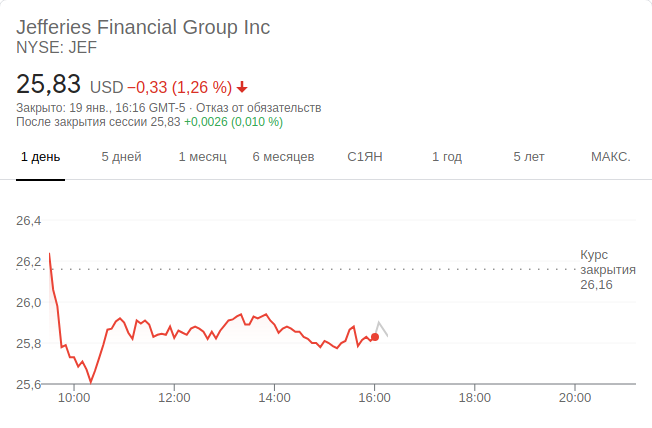 Jefferies Financial Group Inc
NYSE: JEF
25,83 USD −0,33 (1,26 %)
Закрыто: 19 янв., 16:16 GMT-5 · Отказ от обязательств
После закрытия сессии 25,83 +0,0026 (0,010 %)
1 день 5 дней 1 месяц 6 месяцев С1ЯН 1 год 5 лет МАКС.
26,4
26,2
26,0
25,8
25,6
Курс
закрытия
26,16
10:00 12:00 14:00 16:00 18:00 20:00